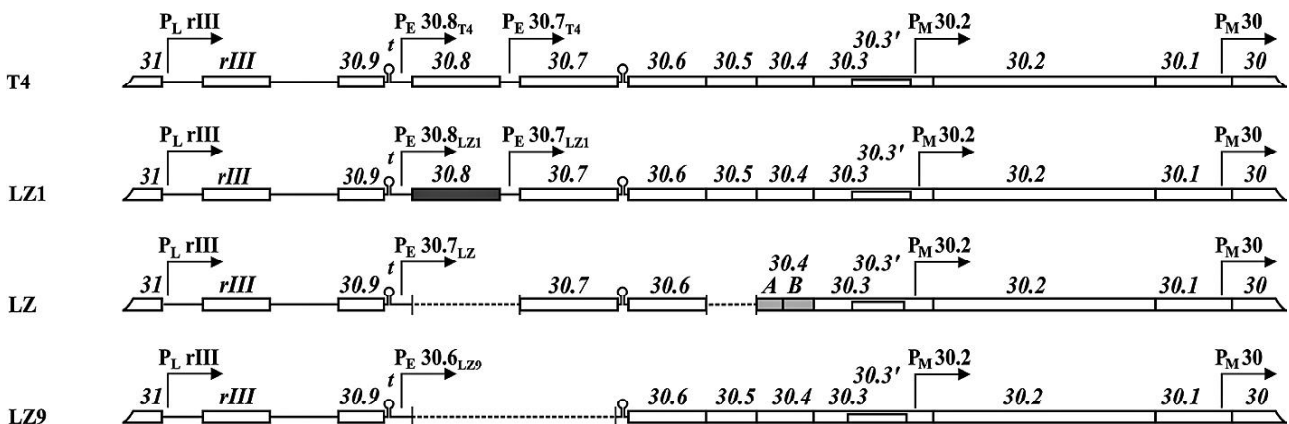 P_L rIII P_E 30.8_T4 P_E 30.7_T4 30.3' P_M 30.2 P_M 30
31 rIII 30.9 t 30.8 30.7 30.6 30.5 30.4 30.3 30.2 30.1 30
T4
P_L rIII P_E 30.8_LZ1 P_E 30.7_LZ1 30.3' P_M 30.2 P_M 30
31 rIII 30.9 t 30.8 30.7 30.6 30.5 30.4 30.3 30.2 30.1 30
LZ1
P_L rIII P_E 30.7_LZ 30.4 30.3' P_M 30.2 P_M 30
31 rIII 30.9 t 30.7 30.6 A B 30.3 30.2 30.1 30
LZ
P_L rIII P_E 30.6_LZ9 30.3' P_M 30.2 P_M 30
31 rIII 30.9 t 30.6 30.5 30.4 30.3 30.2 30.1 30
LZ9